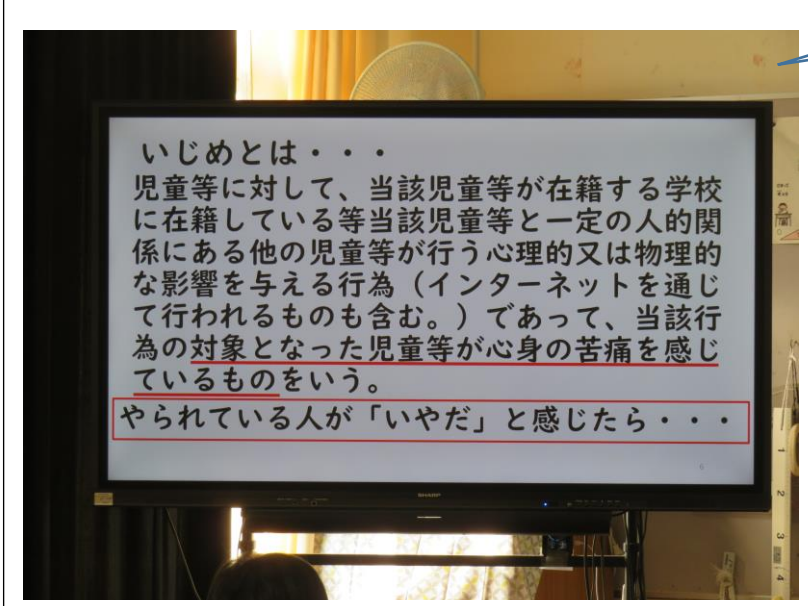 いじめとは・・・
児童等に対して、当該児童等が在籍する学校
に在籍している等当該児童等と一定の人的関
係にある他の児童等が行う心理的又は物理的
な影響を与える行為（インターネットを通じ
て行われるものも含む。）であって、当該行
為の対象となった児童等が心身の苦痛を感じ
ているものをいう。
やられている人が「いやだ」と感じたら・・・
6
SHARP
1
2
3
4